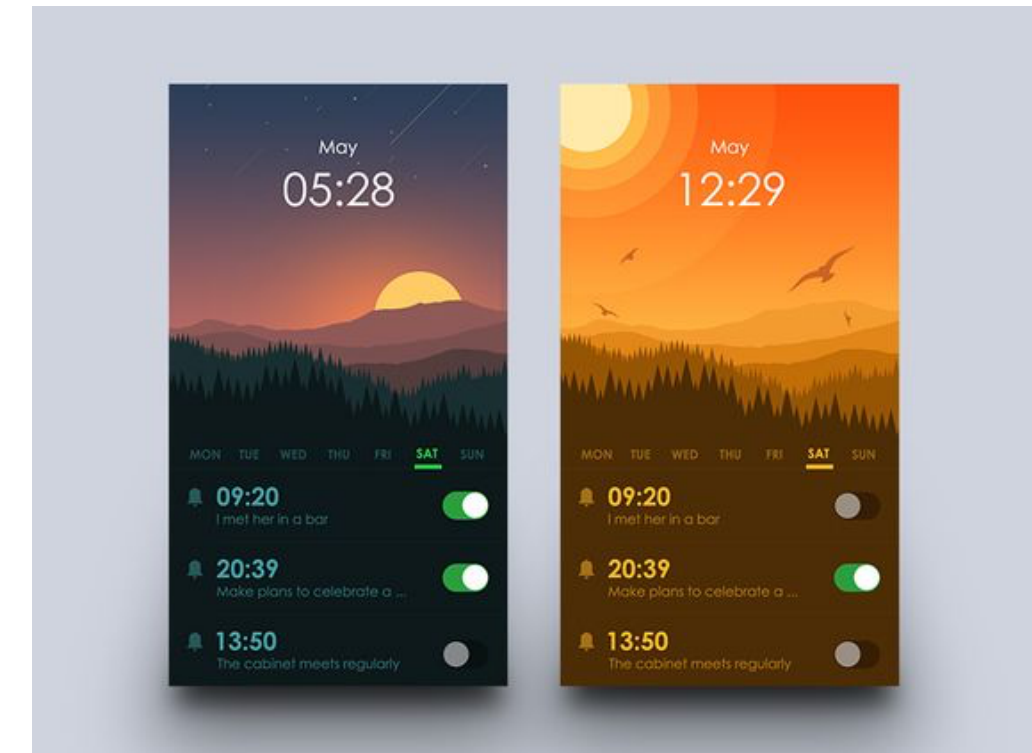 May
05:28
MON TUE WED THU FRI SAT SUN
09:20
I met her in a bar
20:39
Make plans to celebrate a ...
13:50
The cabinet meets regularly
May
12:29
MON TUE WED THU FRI SAT SUN
09:20
I met her in a bar
20:39
Make plans to celebrate a ...
13:50
The cabinet meets regularly